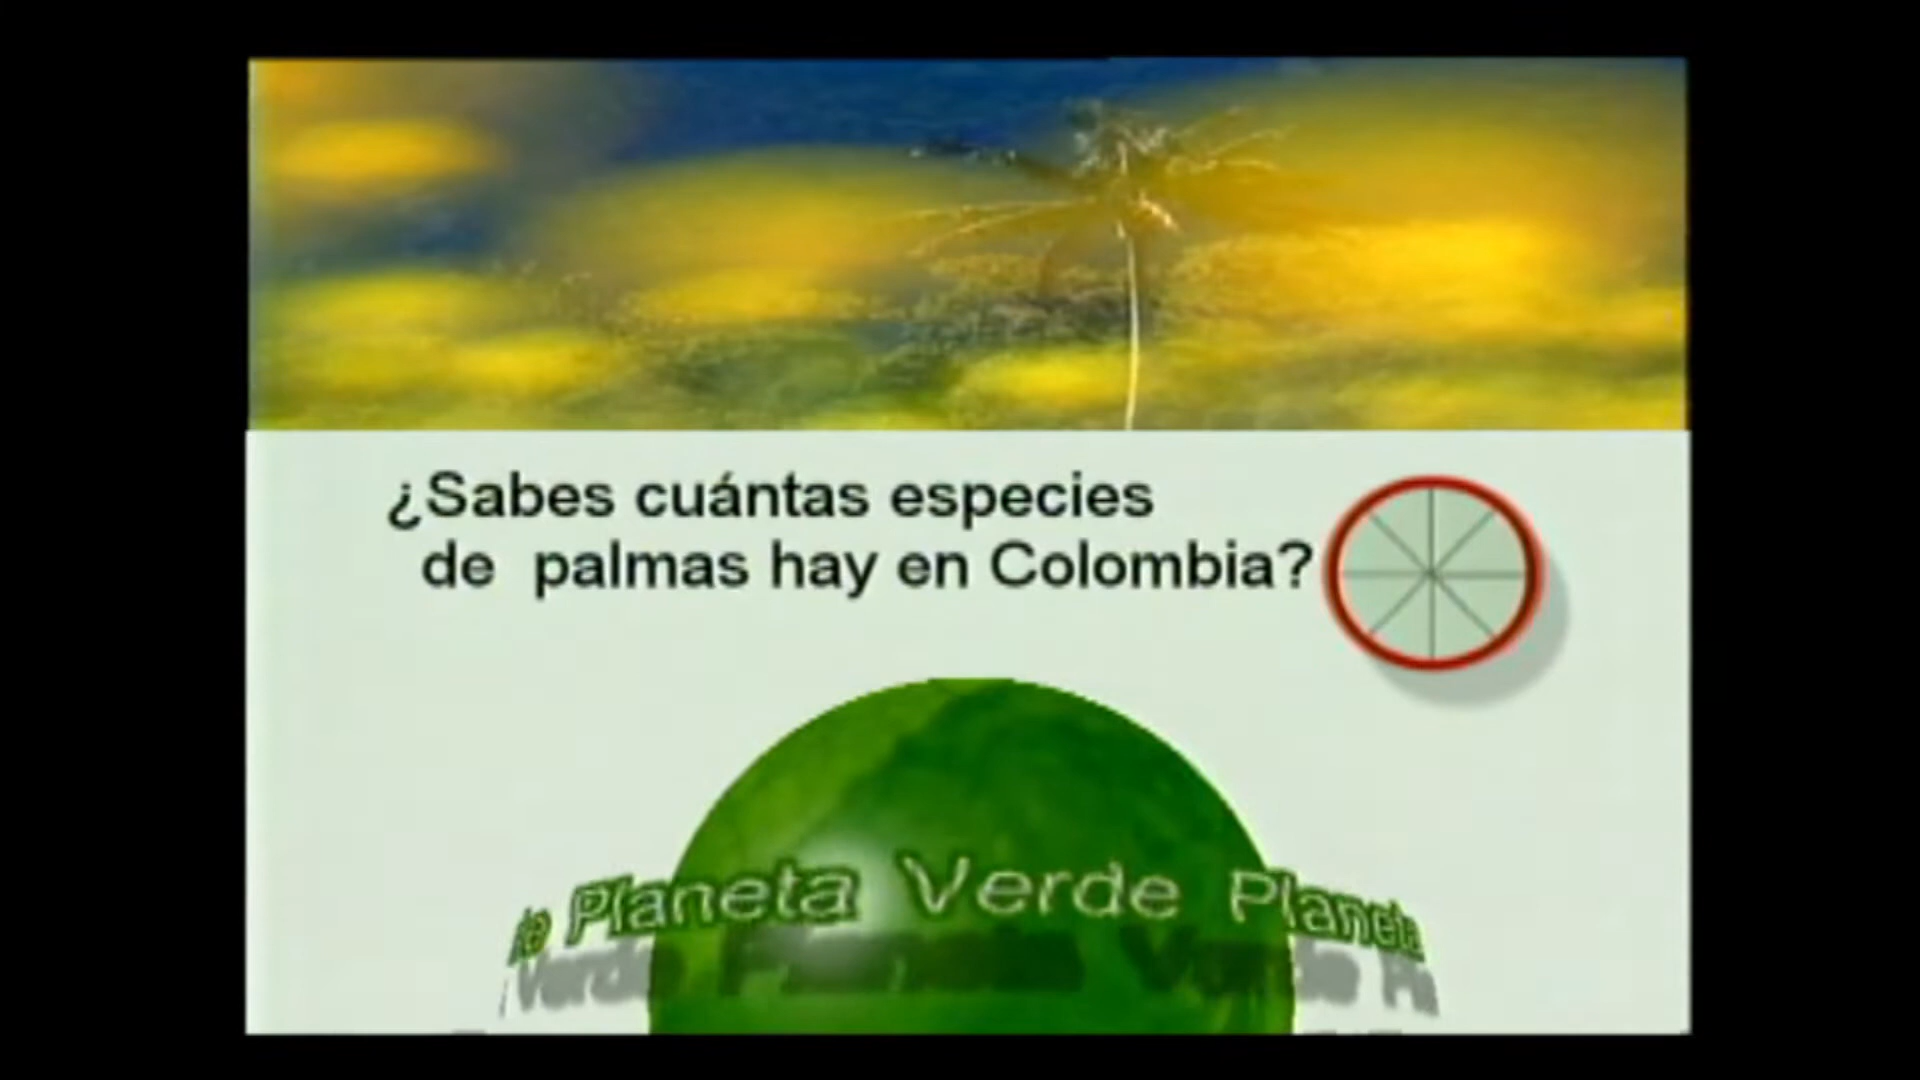 ¿Sabes cuántas especies
de palmas hay en Colombia?
Planeta Verde Planeta